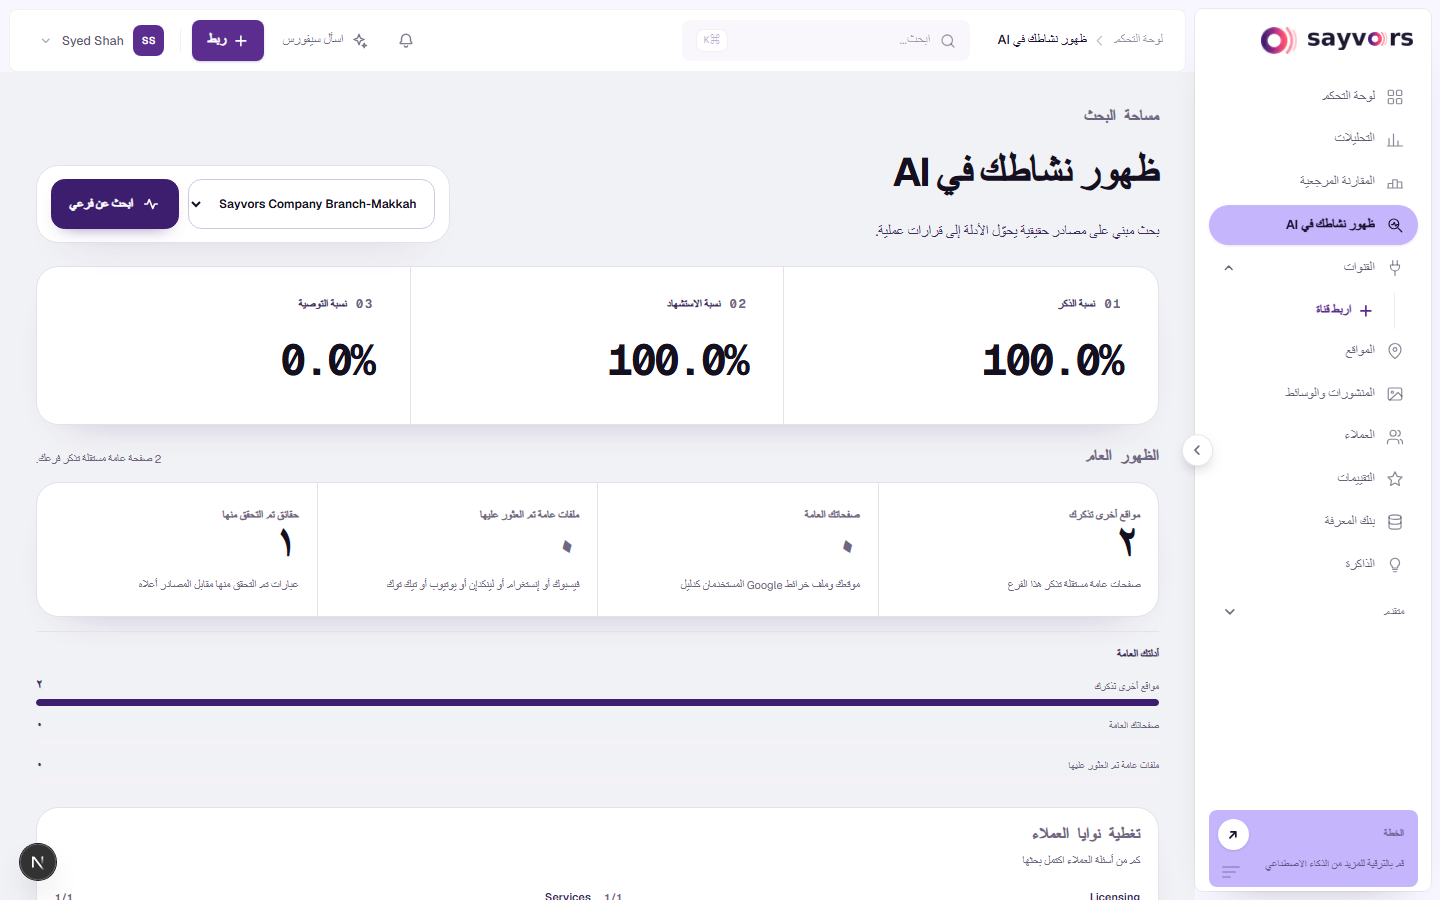 sayvors
لوحة التحكم
التحليلات
المقارنة المرجعية
ظهور نشاطك في AI
القنوات
اربط قناة
المواقع
المنشورات والوسائط
العملاء
التقييمات
بنك المعرفة
الذاكرة
متقدم
الخطة
قم بالترقية للمزيد من الذكاء الاصطناعي
لوحة التحكم
ظهور نشاطك في AI
ابحث...
⌘K
اسأل سيفورس
ربط
SS
Syed Shah
مساحة البحث
ظهور نشاطك في AI
بحث مبني على مصادر حقيقية يحوّل الأدلة إلى قرارات عملية.
Sayvors Company Branch-Makkah
ابحث عن فرعي
01 نسبة الذكر
100.0%
02 نسبة الاستشهاد
100.0%
03 نسبة التوصية
0.0%
الظهور العام
2 صفحة عامة مستقلة تذكر فرعك.
مواقع أخرى تذكرك
٢
صفحات عامة مستقلة تذكر هذا الفرع
صفحاتك العامة
٠
موقعك وملف خرائط Google المستخدمان كدليل
ملفات عامة تم العثور عليها
٠
فيسبوك أو إنستغرام أو لينكدإن أو يوتيوب أو تيك توك
حقائق تم التحقق منها
١
عبارات تم التحقق منها مقابل المصادر أعلاه
أدلتك العامة
مواقع أخرى تذكرك
٢
صفحاتك العامة
٠
ملفات عامة تم العثور عليها
٠
تغطية نوايا العملاء
كم من أسئلة العملاء اكتمل بحثها
Licensing
1/1
Services
1/1
N